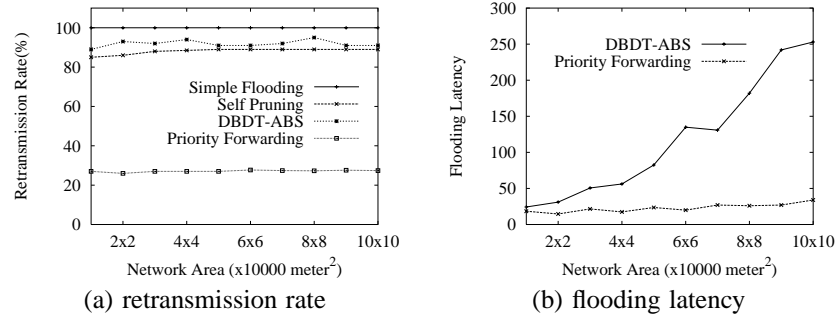 Retransmission Rate(%)
100
80
60
40
20
0
Simple Flooding
Self Pruning
DBDT-ABS
Priority Forwarding
2x2 4x4 6x6 8x8 10x10
Network Area (x10000 meter²)
(a) retransmission rate
Flooding Latency
300
250
200
150
100
50
0
DBDT-ABS
Priority Forwarding
2x2 4x4 6x6 8x8 10x10
Network Area (x10000 meter²)
(b) flooding latency